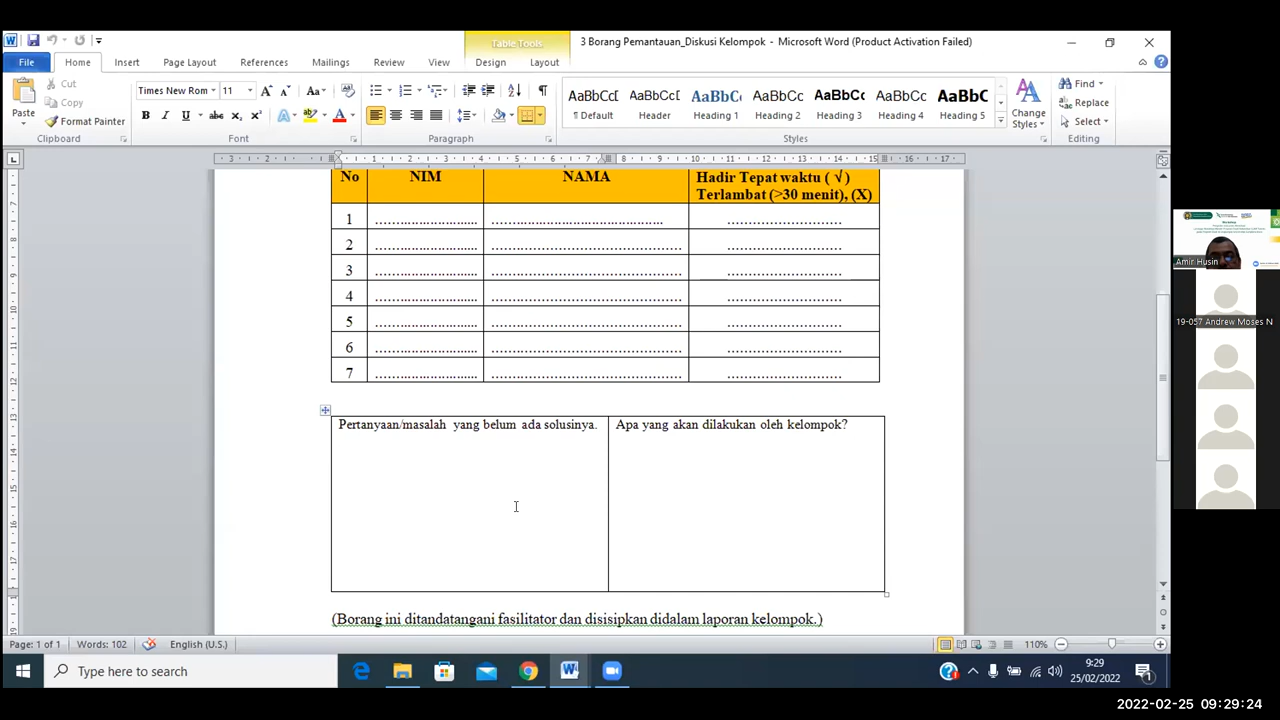 3 Borang Pemantauan_Diskusi Kelompok - Microsoft Word (Product Activation Failed)
Table Tools
File Home Insert Page Layout References Mailings Review View Design Layout
Cut
Copy
Format Painter
Paste
Times New Rom 11
AaBbCcDc AaBbCcI AaBbCc AaBbCc AaBbCc AaBbCc AaBbC
¶ Default Header Heading 1 Heading 2 Heading 3 Heading 4 Heading 5
Change Styles
Find
Replace
Select
Clipboard Font Paragraph Styles Editing
No NIM NAMA Hadir Tepat waktu ( √ )
Terlambat (>30 menit), (X)
1 ........................... ........................................... .............................
2 ........................... ................................................ .............................
3 ........................... ................................................ .............................
4 ........................... ................................................ .............................
5 ........................... ................................................ .............................
6 ........................... ................................................ .............................
7 ........................... ................................................ .............................
Pertanyaan/masalah yang belum ada solusinya. Apa yang akan dilakukan oleh kelompok?
(Borang ini ditandatangani fasilitator dan disisipkan didalam laporan kelompok.)
Amir Husin
19-057 Andrew Moses N
Page: 1 of 1 Words: 102 English (U.S.) 110%
Type here to search
9:29
25/02/2022
2022-02-25 09:29:24